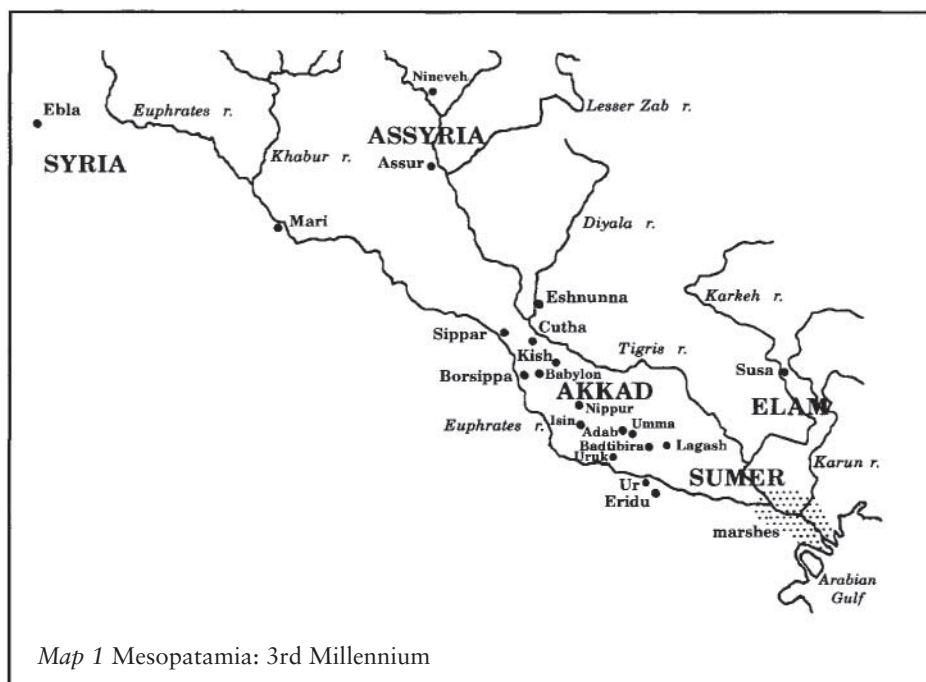 Nineveh
Ebla
Euphrates r.
Lesser Zab r.
ASSYRIA
SYRIA
Khabur r.
Assur
Mari
Diyala r.
Eshnunna
Karkeh r.
Sippar
Cutha
Kish
Tigris r.
Borsippa
Babylon
Susa
AKKAD
ELAM
Nippur
Euphrates r.
Isin
Adab
Umma
Badtibira
Lagash
Uruk
Karun r.
SUMER
Ur
Eridu
marshes
Arabian
Gulf
Map 1 Mesopatamia: 3rd Millennium